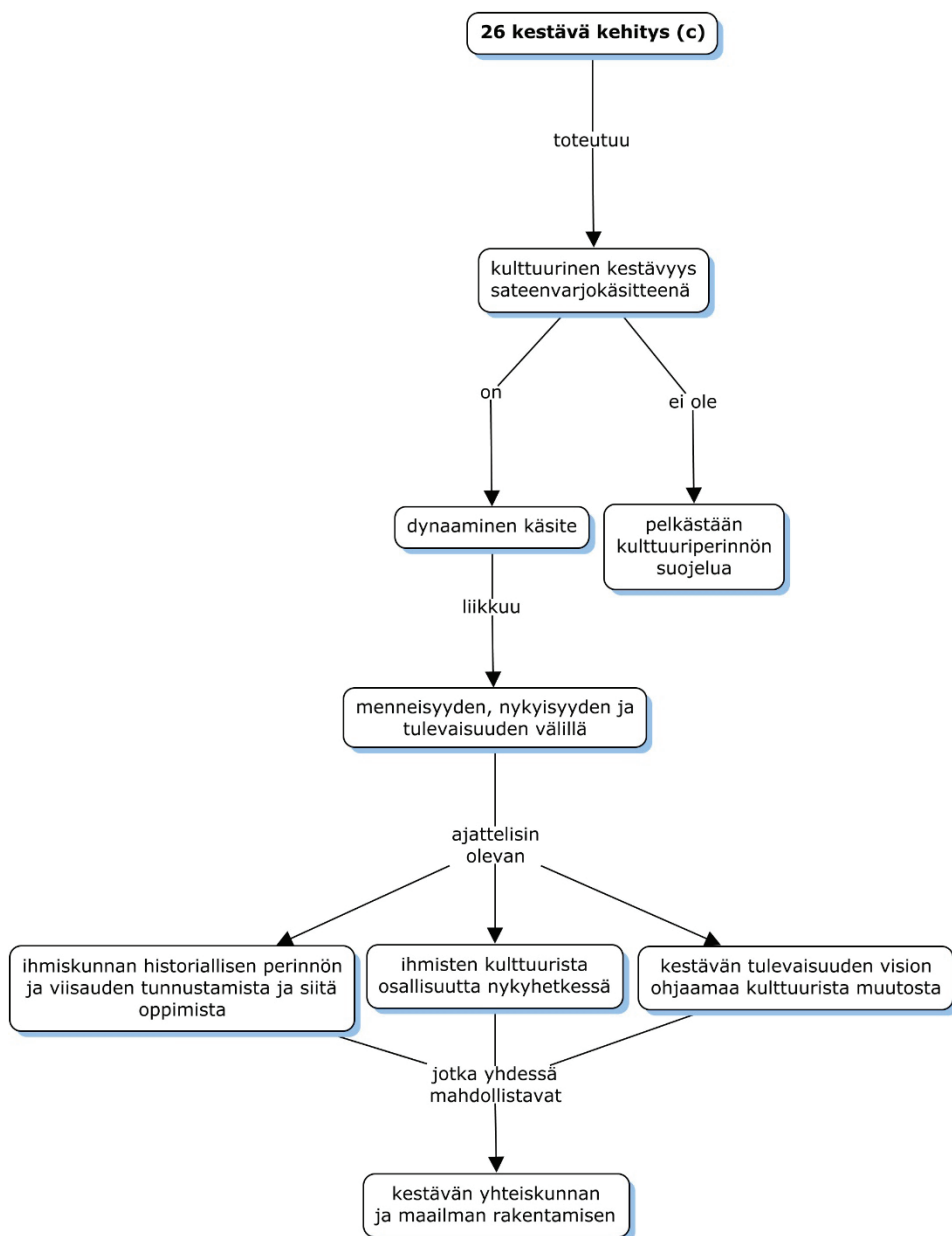 26 kestävä kehitys (c)
toteutuu
kulttuurinen kestävyys
sateenvarjokäsitteenä
on
ei ole
dynaaminen käsite
pelkästään
kulttuuriperinnön
suojelua
liikkuu
menneisyyden, nykyisyyden ja
tulevaisuuden välillä
ajattelisin
olevan
ihmiskunnan historiallisen perinnön
ja viisauden tunnustamista ja siitä
oppimista
ihmisten kulttuurista
osallisuutta nykyhetkessä
kestävän tulevaisuuden vision
ohjaamaa kulttuurista muutosta
jotka yhdessä
mahdollistavat
kestävän yhteiskunnan
ja maailman rakentamisen